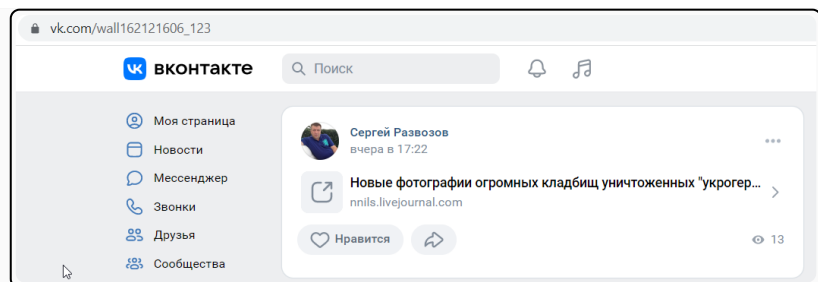 vk.com/wall162121606_123
вконтакте
Поиск
Моя страница
Новости
Мессенджер
Звонки
Друзья
Сообщества
Сергей Развозов
вчера в 17:22
Новые фотографии огромных кладбищ уничтоженных "укрогер...
nnils.livejournal.com
Нравится
13